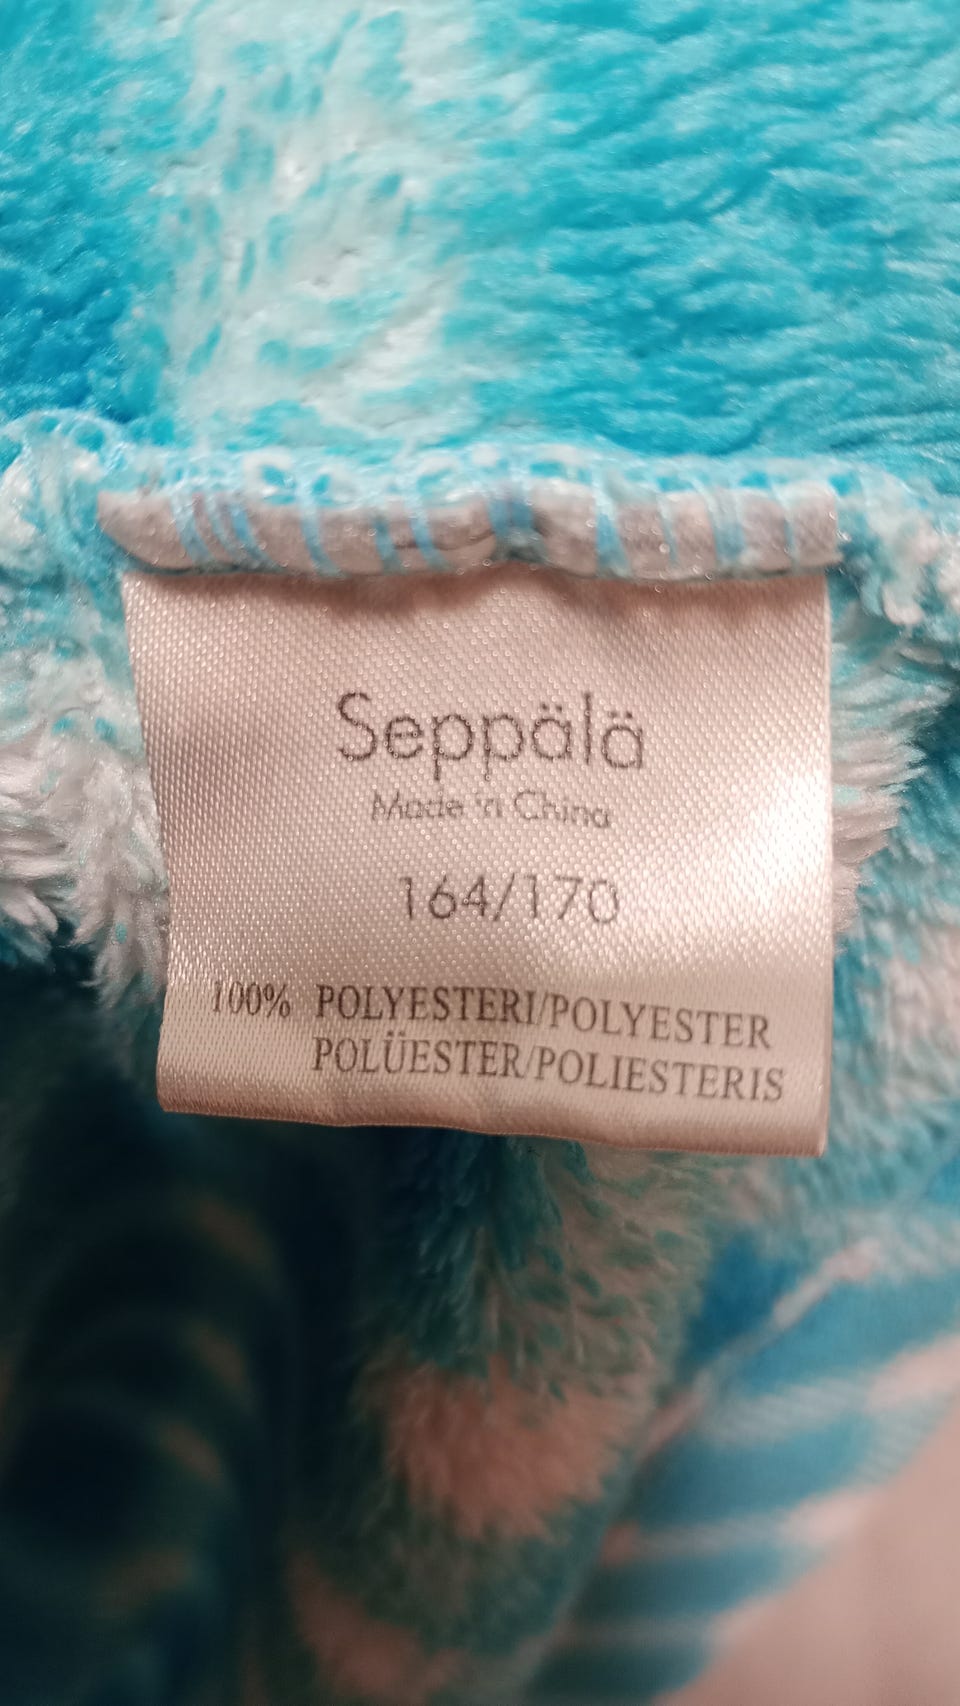 Seppälä
Made in China
164/170
100% POLYESTERI/POLYESTER
POLÜESTER/POLIESTERIS